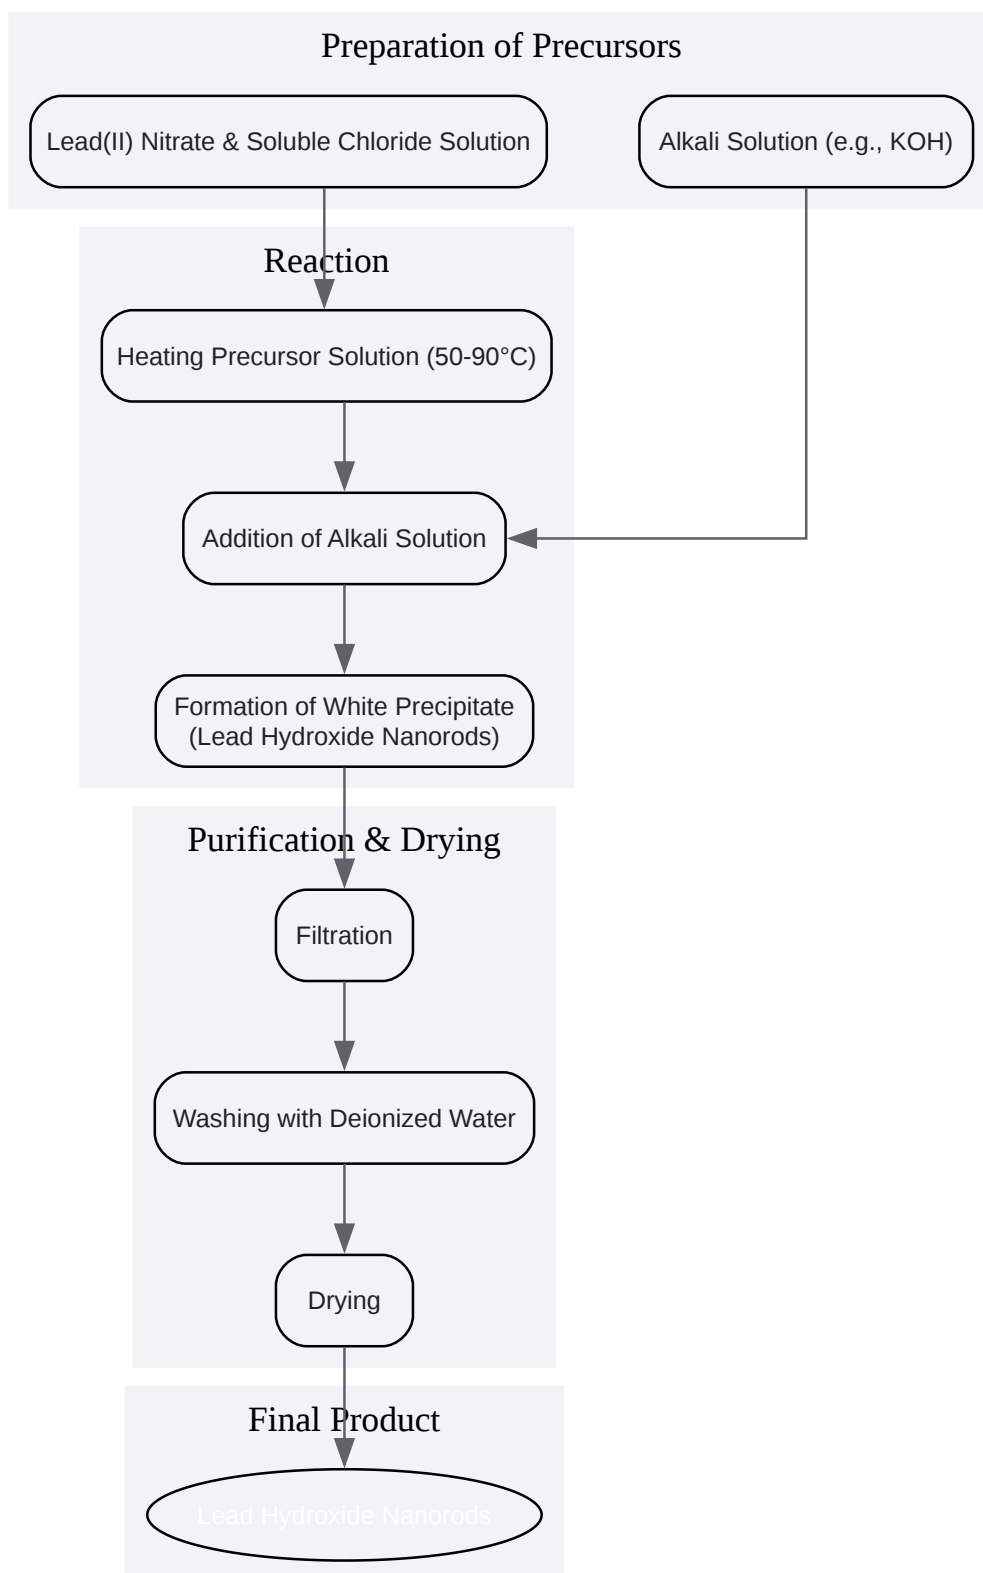 Preparation of Precursors
Lead(II) Nitrate & Soluble Chloride Solution
Alkali Solution (e.g., KOH)
Reaction
Heating Precursor Solution (50-90°C)
Addition of Alkali Solution
Formation of White Precipitate
(Lead Hydroxide Nanorods)
Purification & Drying
Filtration
Washing with Deionized Water
Drying
Final Product
Lead Hydroxide Nanorods